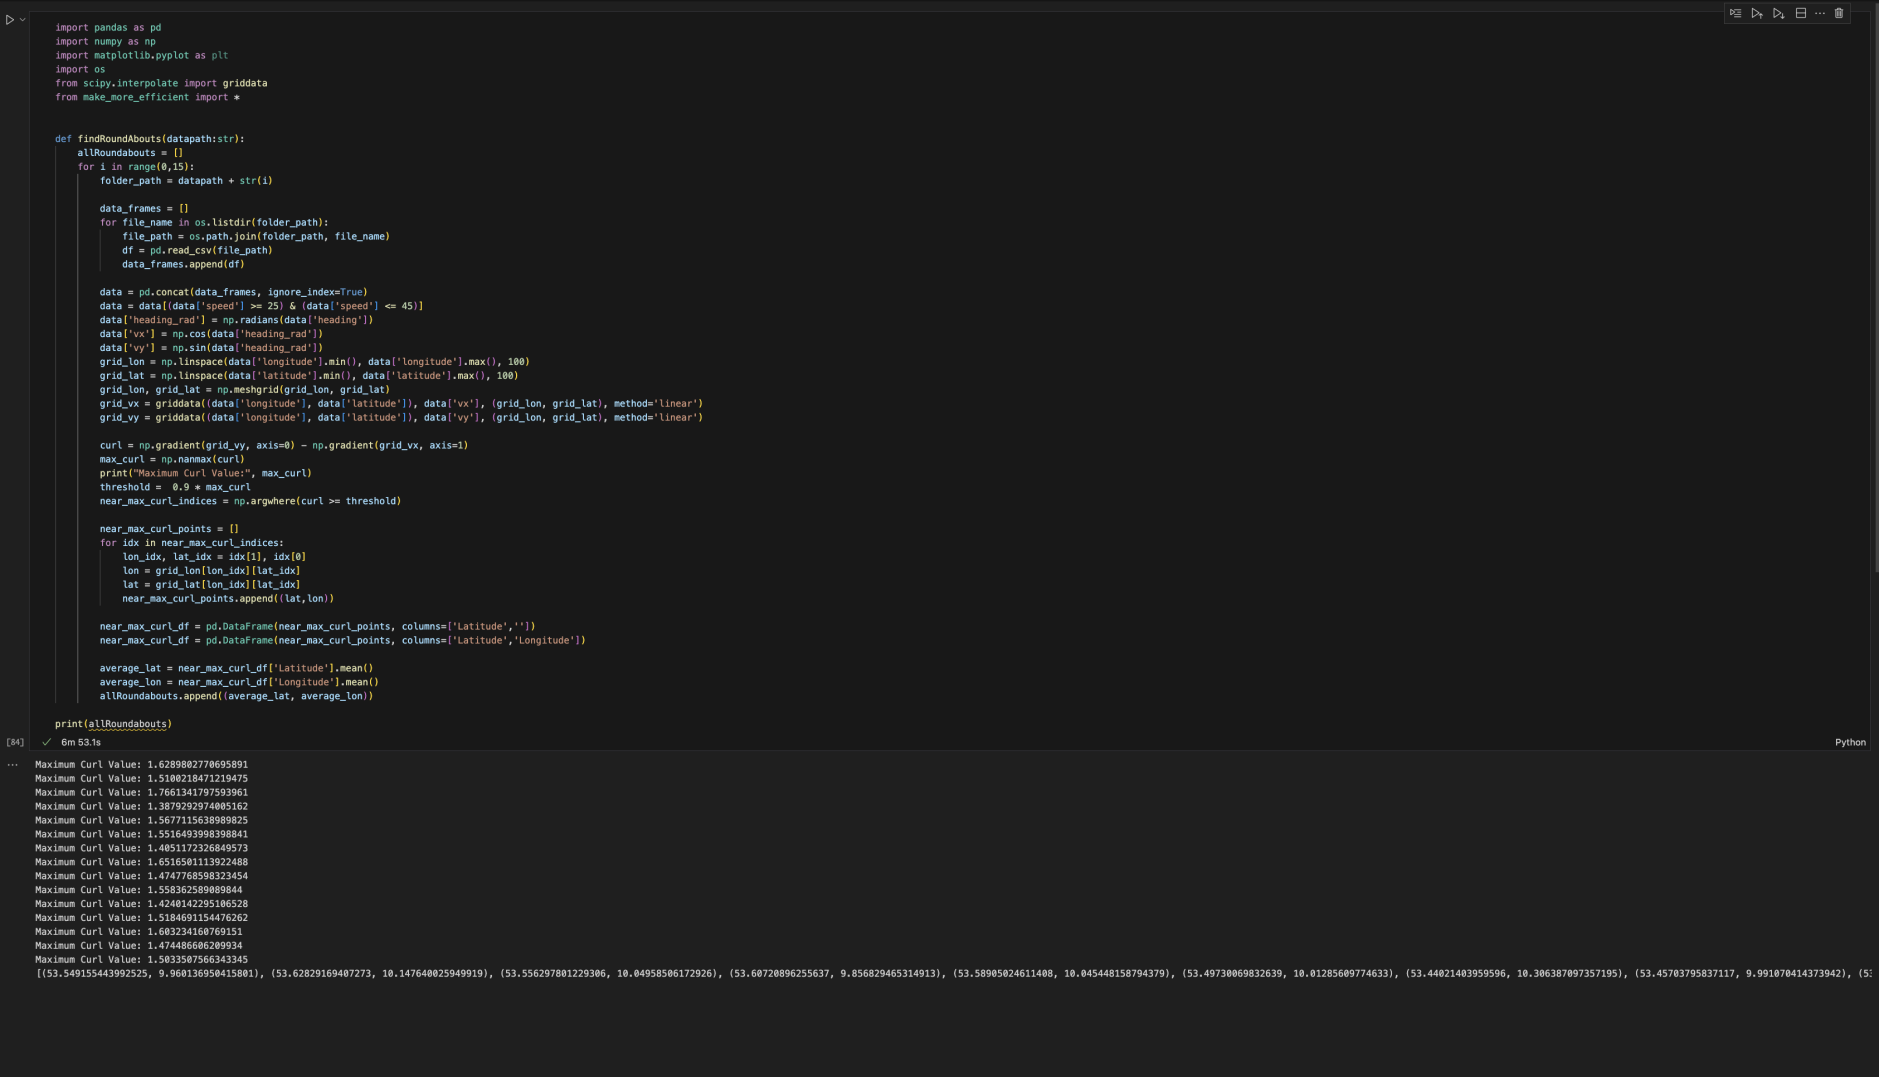 import pandas as pd
import numpy as np
import matplotlib.pyplot as plt
import os
from scipy.interpolate import griddata
from make_more_efficient import *
def findRoundAbouts(datapath:str):
allRoundabouts = []
for i in range(0,15):
folder_path = datapath + str(i)
data_frames = []
for file_name in os.listdir(folder_path):
file_path = os.path.join(folder_path, file_name)
df = pd.read_csv(file_path)
data_frames.append(df)
data = pd.concat(data_frames, ignore_index=True)
data = data[(data['speed'] >= 25) & (data['speed'] <= 45)]
data['heading_rad'] = np.radians(data['heading'])
data['vx'] = np.cos(data['heading_rad'])
data['vy'] = np.sin(data['heading_rad'])
grid_lon = np.linspace(data['longitude'].min(), data['longitude'].max(), 100)
grid_lat = np.linspace(data['latitude'].min(), data['latitude'].max(), 100)
grid_lon, grid_lat = np.meshgrid(grid_lon, grid_lat)
grid_vx = griddata((data['longitude'], data['latitude']), data['vx'], (grid_lon, grid_lat), method='linear')
grid_vy = griddata((data['longitude'], data['latitude']), data['vy'], (grid_lon, grid_lat), method='linear')
curl = np.gradient(grid_vy, axis=0) - np.gradient(grid_vx, axis=1)
max_curl = np.nanmax(curl)
print("Maximum Curl Value:", max_curl)
threshold =  0.9 * max_curl
near_max_curl_indices = np.argwhere(curl >= threshold)
near_max_curl_points = []
for idx in near_max_curl_indices:
lon_idx, lat_idx = idx[1], idx[0]
lon = grid_lon[lon_idx][lat_idx]
lat = grid_lat[lon_idx][lat_idx]
near_max_curl_points.append((lat,lon))
near_max_curl_df = pd.DataFrame(near_max_curl_points, columns=['Latitude',''])
near_max_curl_df = pd.DataFrame(near_max_curl_points, columns=['Latitude','Longitude'])
average_lat = near_max_curl_df['Latitude'].mean()
average_lon = near_max_curl_df['Longitude'].mean()
allRoundabouts.append((average_lat, average_lon))
print(allRoundabouts)
[84] 6m 53.1s Python
Maximum Curl Value: 1.6289802770695891
Maximum Curl Value: 1.5100218471219475
Maximum Curl Value: 1.7661341797593961
Maximum Curl Value: 1.3879292974005162
Maximum Curl Value: 1.5677115638989825
Maximum Curl Value: 1.5516493998398841
Maximum Curl Value: 1.4051172326849573
Maximum Curl Value: 1.6516501113922488
Maximum Curl Value: 1.4747768598323454
Maximum Curl Value: 1.558362589089844
Maximum Curl Value: 1.4240142295106528
Maximum Curl Value: 1.5184691154476262
Maximum Curl Value: 1.603234160769151
Maximum Curl Value: 1.474486606209934
Maximum Curl Value: 1.5033507566343345
[(53.549155443992525, 9.960136950415801), (53.62829169407273, 10.147640025949919), (53.556297801229306, 10.04958506172926), (53.60720896255637, 9.856829465314913), (53.58905024611408, 10.045448158794379), (53.49730069832639, 10.01285609774633), (53.44021403959596, 10.306387097357195), (53.45703795837117, 9.991070414373942), (53